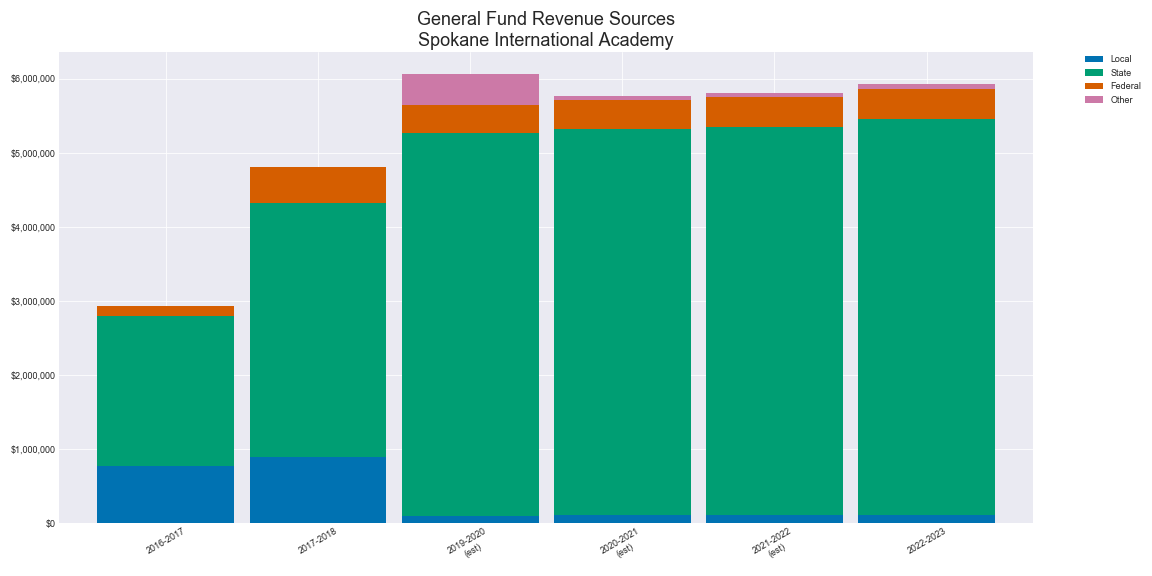 General Fund Revenue Sources
Spokane International Academy
Local
State
Federal
Other
$6,000,000
$5,000,000
$4,000,000
$3,000,000
$2,000,000
$1,000,000
$0
2016-2017
2017-2018
2019-2020
(est)
2020-2021
(est)
2021-2022
(est)
2022-2023